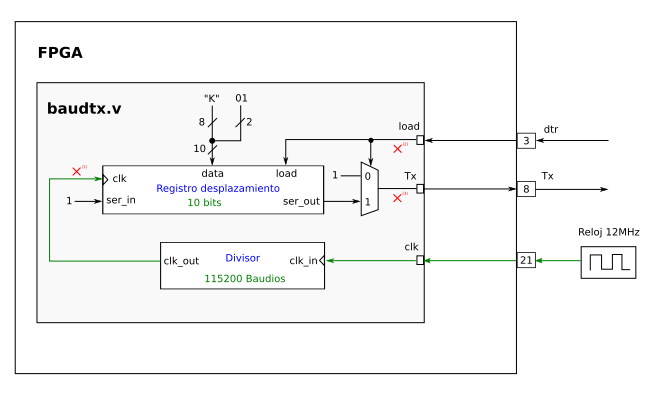 FPGA
baudtx.v
"K" 01
8 2
10
load
dtr
3
clk
data load
Registro desplazamiento
10 bits
1 ser_in
ser_out
1 0
1
Tx
8
Tx
Reloj 12MHz
clk
21
clk_out
Divisor
clk_in
115200 Baudios